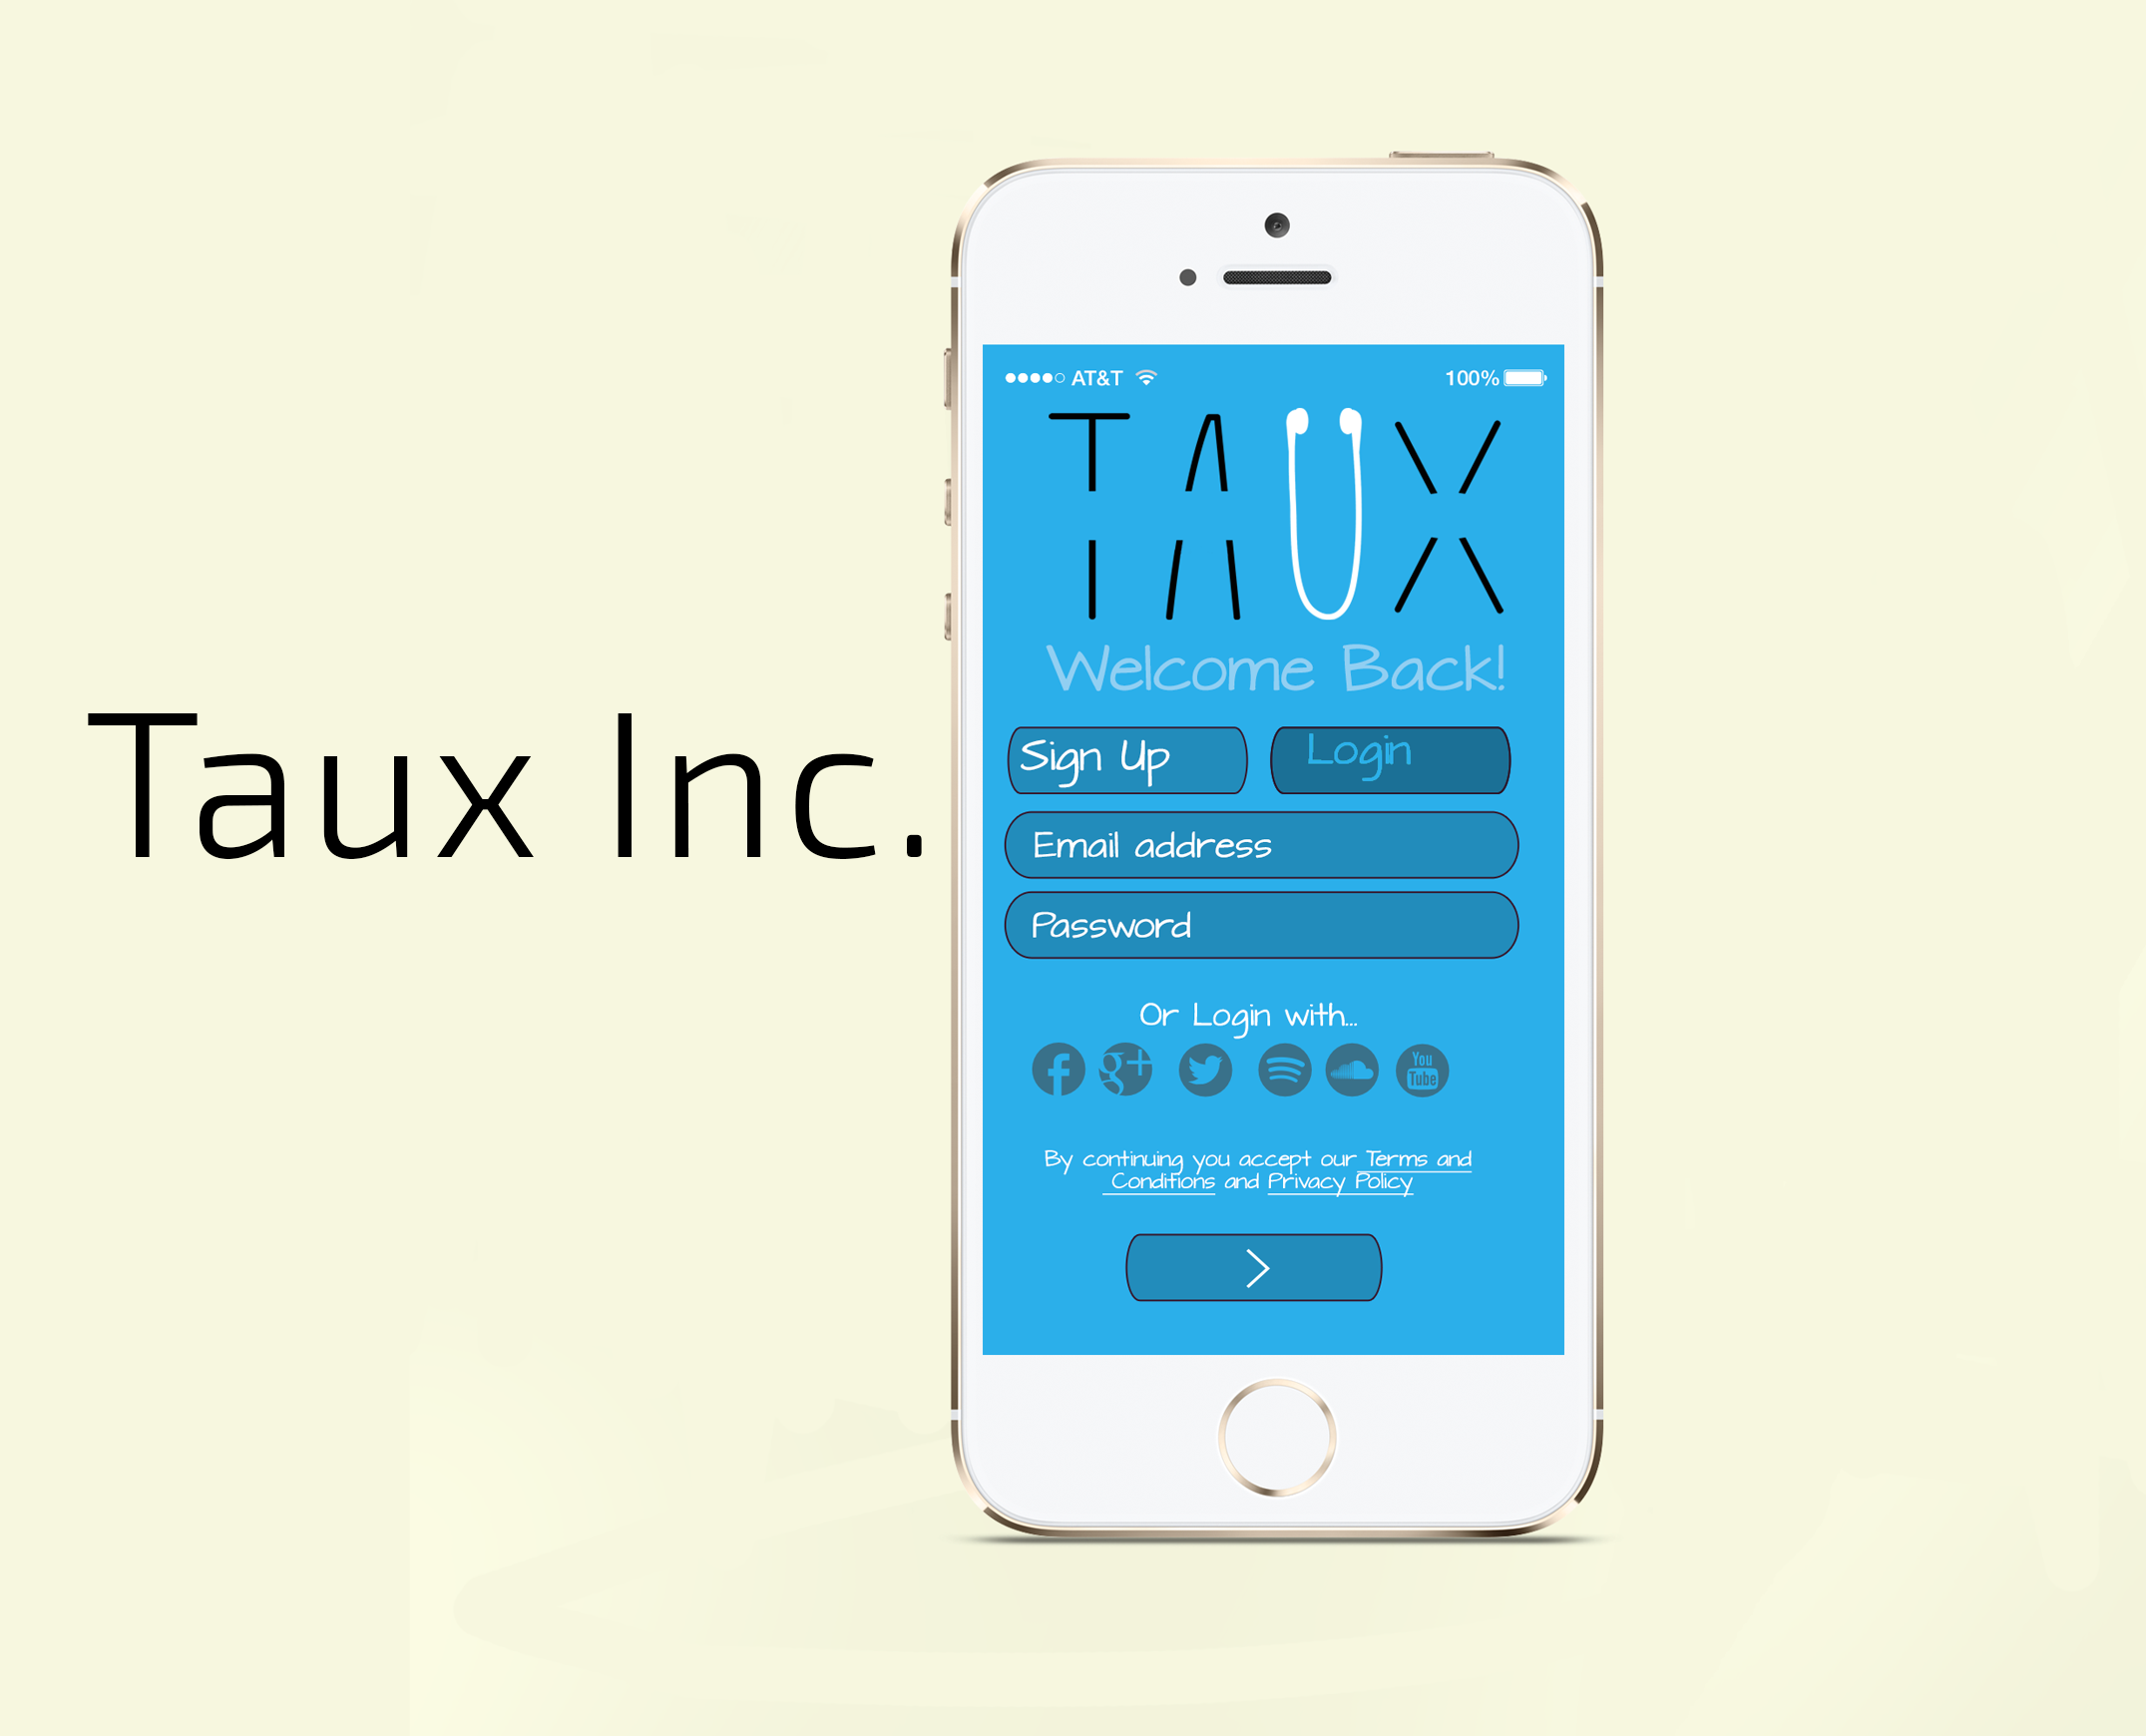 Taux Inc.
AT&T 100%
TAUX
Welcome Back!
Sign Up Login
Email address
Password
Or Login with...
f g+ You Tube
By continuing you accept our Terms and
Conditions and Privacy Policy
>